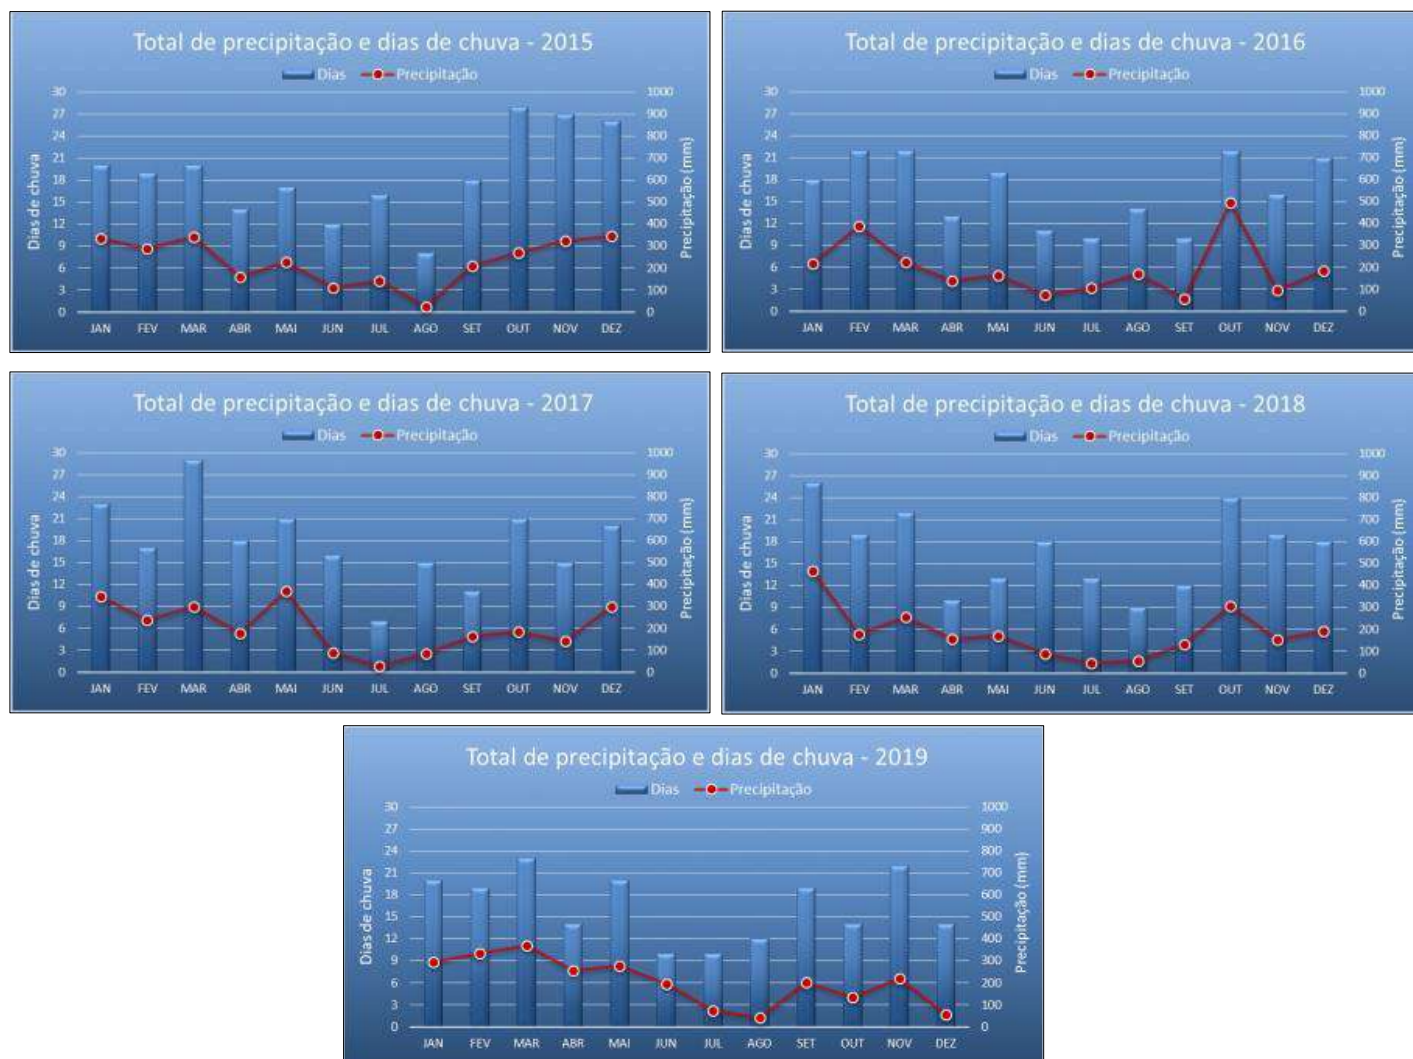 Total de precipitação e dias de chuva - 2015
Dias Precipitação
30 1000
27 900
24 800
21 700
18 600
15 500
12 400
9 300
6 200
3 100
0 0
Dias de chuva
Precipitação (mm)
JAN FEV MAR ABR MAI JUN JUL AGO SET OUT NOV DEZ
Total de precipitação e dias de chuva - 2016
Dias Precipitação
30 1000
27 900
24 800
21 700
18 600
15 500
12 400
9 300
6 200
3 100
0 0
Dias de chuva
Precipitação (mm)
JAN FEV MAR ABR MAI JUN JUL AGO SET OUT NOV DEZ
Total de precipitação e dias de chuva - 2017
Dias Precipitação
30 1000
27 900
24 800
21 700
18 600
15 500
12 400
9 300
6 200
3 100
0 0
Dias de chuva
Precipitação (mm)
JAN FEV MAR ABR MAI JUN JUL AGO SET OUT NOV DEZ
Total de precipitação e dias de chuva - 2018
Dias Precipitação
30 1000
27 900
24 800
21 700
18 600
15 500
12 400
9 300
6 200
3 100
0 0
Dias de chuva
Precipitação (mm)
JAN FEV MAR ABR MAI JUN JUL AGO SET OUT NOV DEZ
Total de precipitação e dias de chuva - 2019
Dias Precipitação
30 1000
27 900
24 800
21 700
18 600
15 500
12 400
9 300
6 200
3 100
0 0
Dias de chuva
Precipitação (mm)
JAN FEV MAR ABR MAI JUN JUL AGO SET OUT NOV DEZ